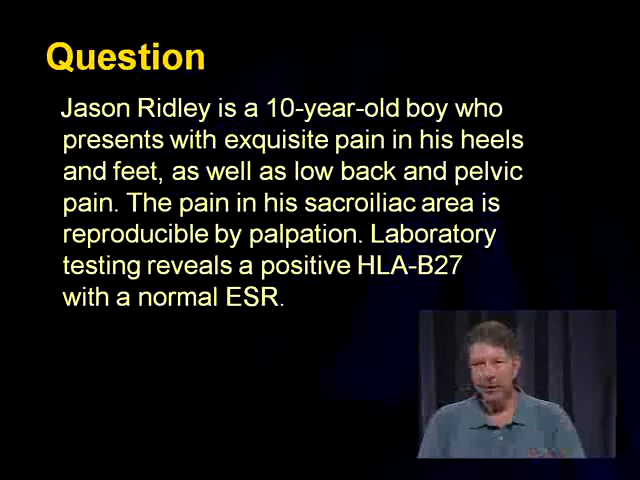 Question
Jason Ridley is a 10-year-old boy who
presents with exquisite pain in his heels
and feet, as well as low back and pelvic
pain. The pain in his sacroiliac area is
reproducible by palpation. Laboratory
testing reveals a positive HLA-B27
with a normal ESR.